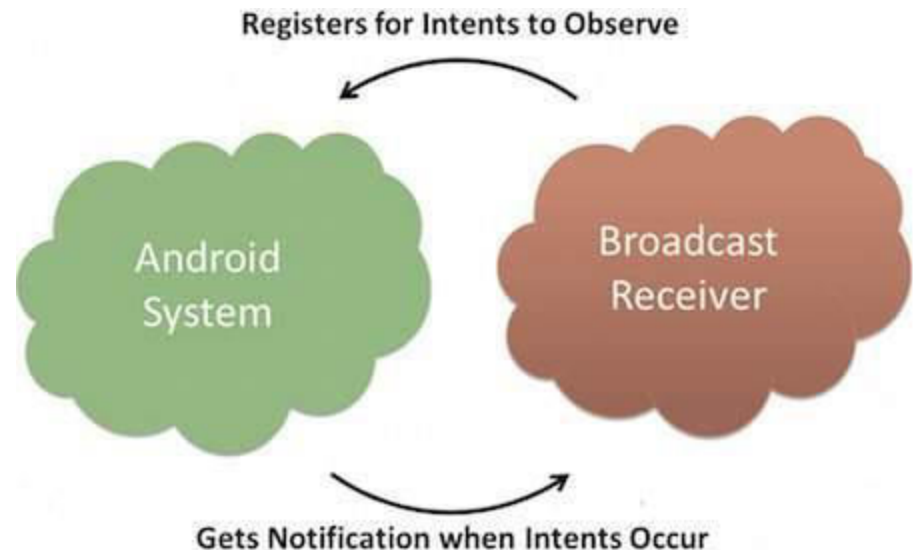 Registers for Intents to Observe
Android
System
Broadcast
Receiver
Gets Notification when Intents Occur